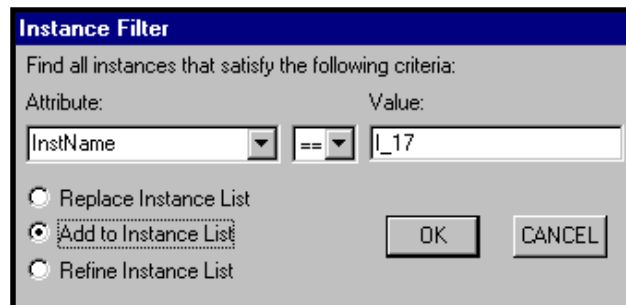 Instance Filter
Find all instances that satisfy the following criteria:
Attribute: Value:
InstName == I_17
Replace Instance List
Add to Instance List
OK CANCEL
Refine Instance List